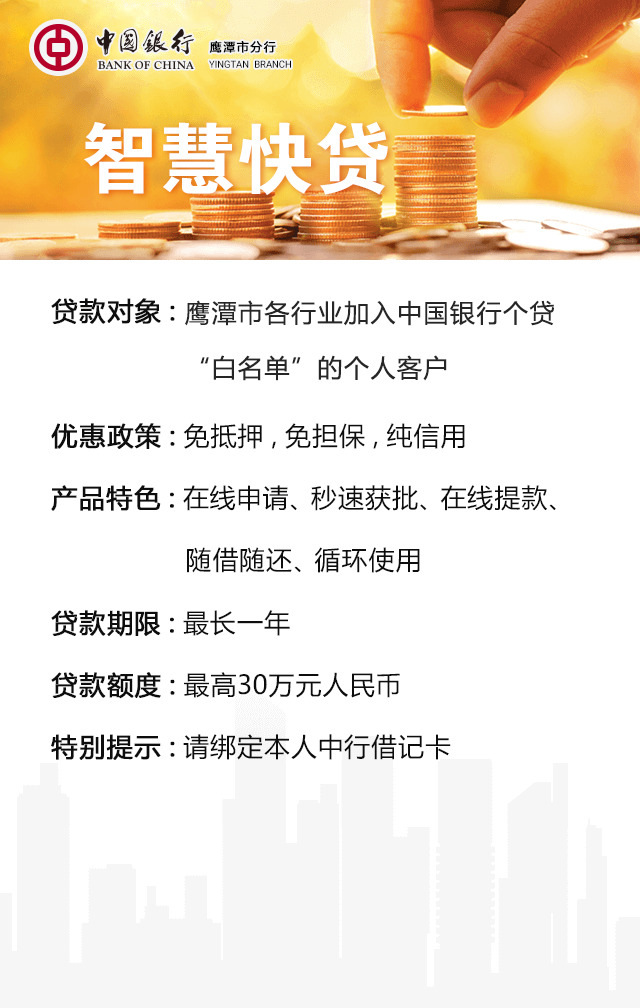 中国银行 鹰潭市分行
BANK OF CHINA YINGTAN BRANCH
智慧快贷
贷款对象：鹰潭市各行业加入中国银行个贷
“白名单”的个人客户
优惠政策：免抵押，免担保，纯信用
产品特色：在线申请、秒速获批、在线提款、
随借随还、循环使用
贷款期限：最长一年
贷款额度：最高30万元人民币
特别提示：请绑定本人中行借记卡